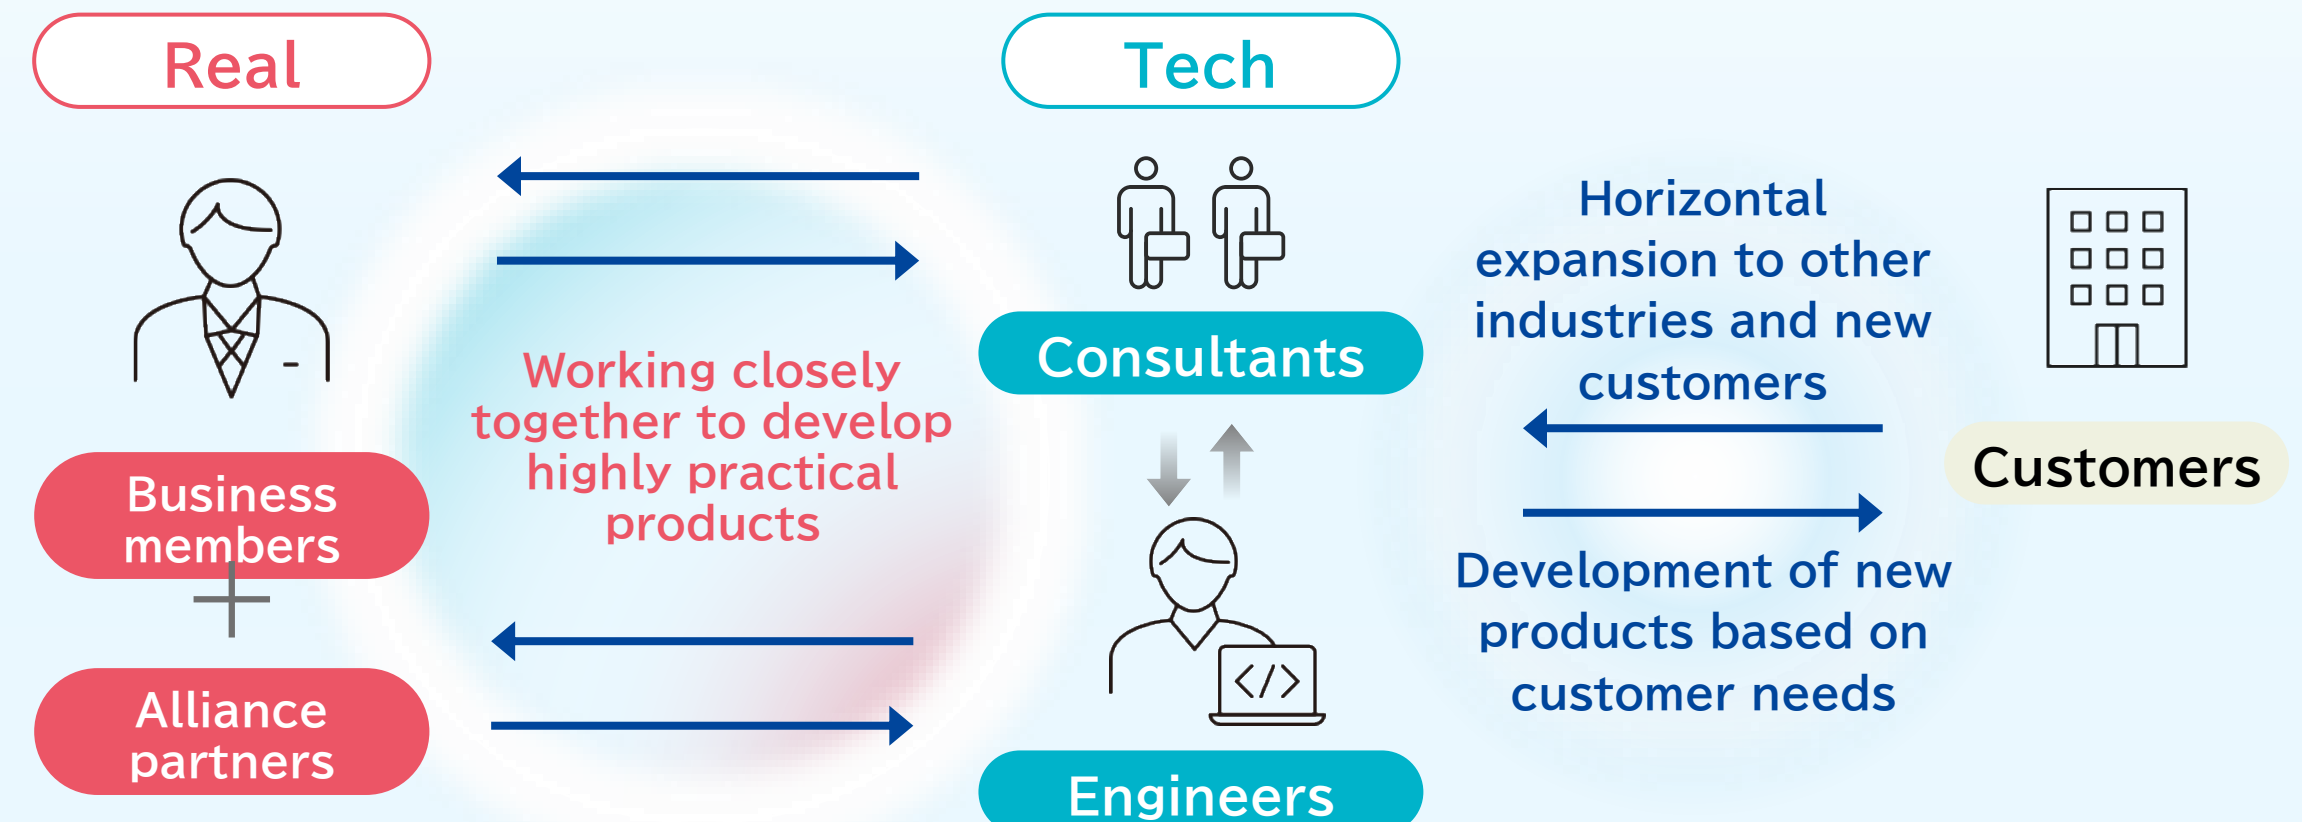 Real
Tech
Working closely
together to develop
highly practical
products
Business
members
Alliance
partners
Consultants
</>
Engineers
Horizontal
expansion to other
industries and new
customers
Development of new
products based on
customer needs
Customers